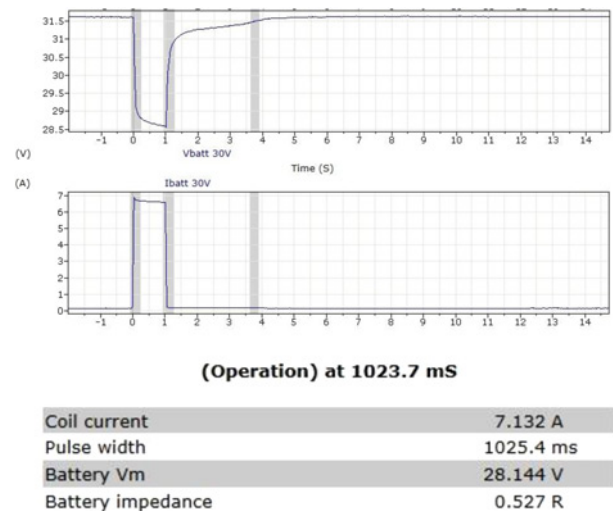 31.5
31
30.5
30
29.5
29
28.5
-1 0 1 2 3 4 5 6 7 8 9 10 11 12 13 14
(V)
Vbatt 30V
Time (S)
(A)
Ibatt 30V
7
6
5
4
3
2
1
0
-1 0 1 2 3 4 5 6 7 8 9 10 11 12 13 14
(Operation) at 1023.7 mS
Coil current 7.132 A
Pulse width 1025.4 ms
Battery Vm 28.144 V
Battery impedance 0.527 R